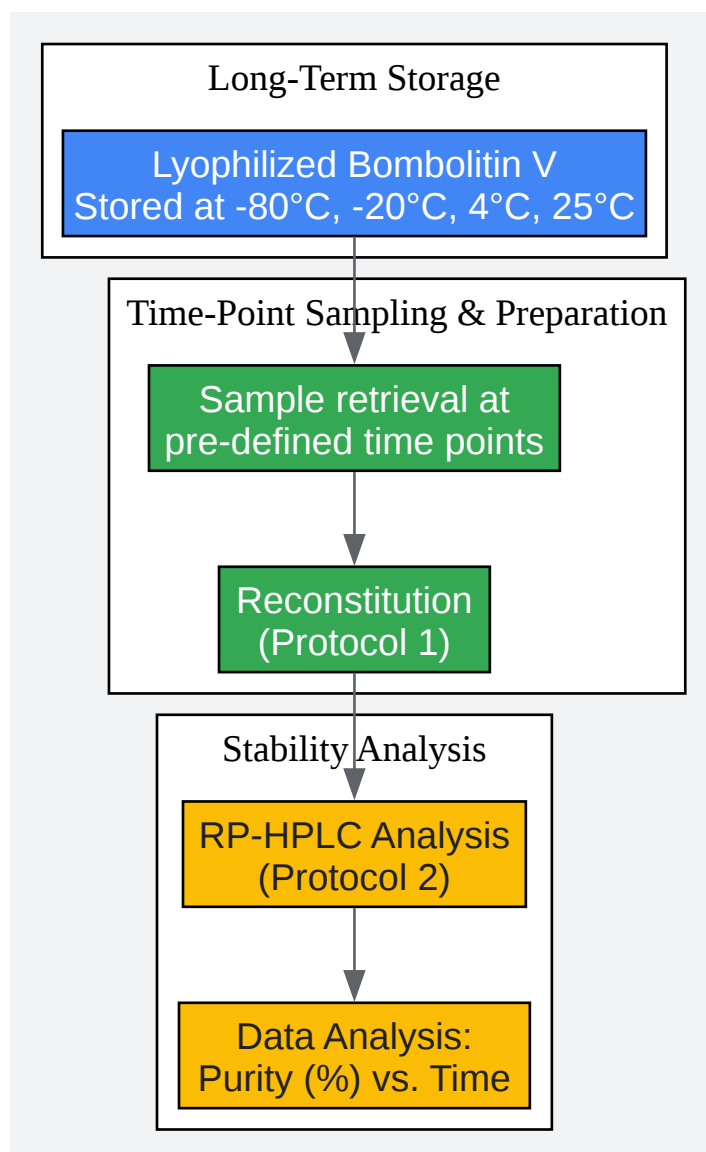 Long-Term Storage
Lyophilized Bombolitin V
Stored at -80°C, -20°C, 4°C, 25°C
Time-Point Sampling & Preparation
Sample retrieval at
pre-defined time points
Reconstitution
(Protocol 1)
Stability Analysis
RP-HPLC Analysis
(Protocol 2)
Data Analysis:
Purity (%) vs. Time